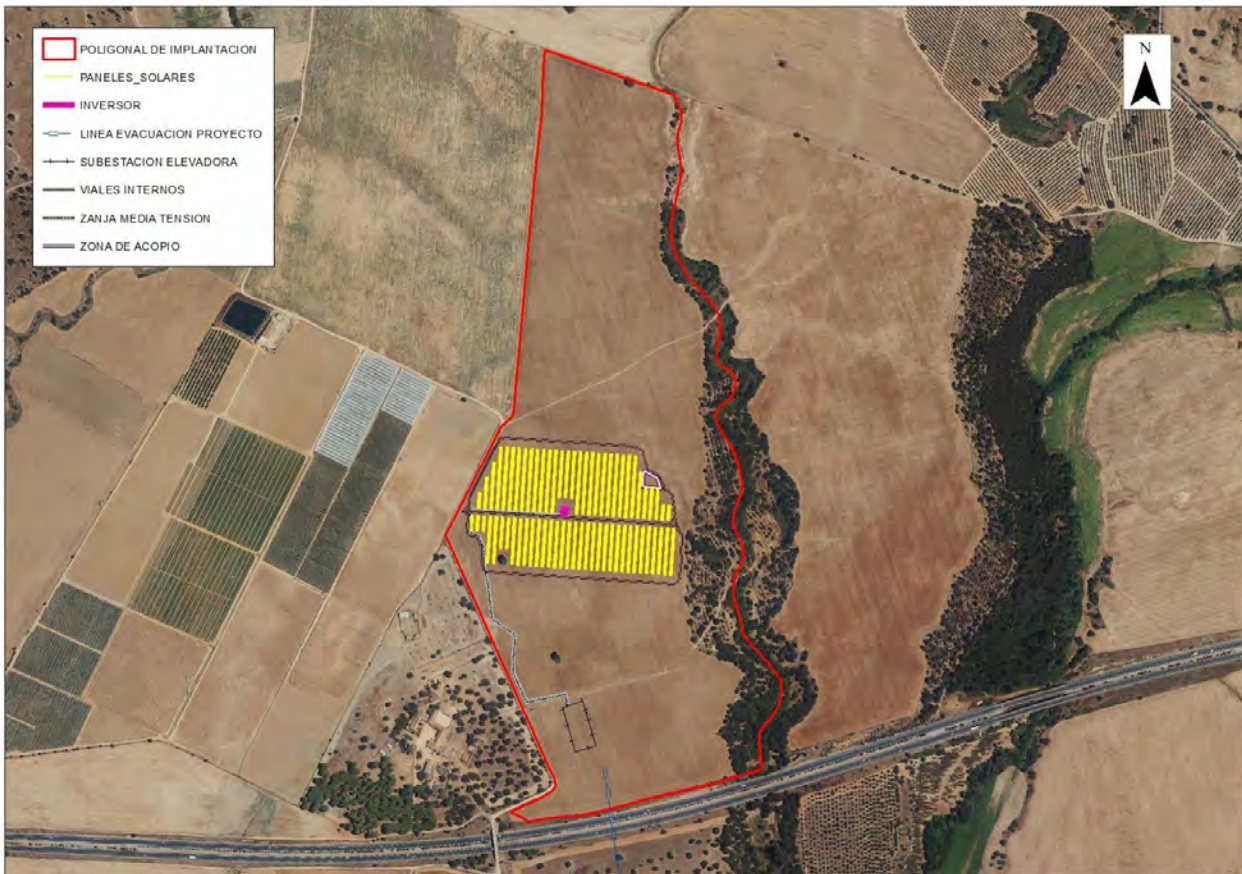 POLIGONAL DE IMPLANTACION
PANELES_SOLARES
INVERSOR
LINEA EVACUACION PROYECTO
SUBESTACION ELEVADORA
VIALES INTERNOS
ZANJA MEDIA TENSION
ZONA DE ACOPIO
N